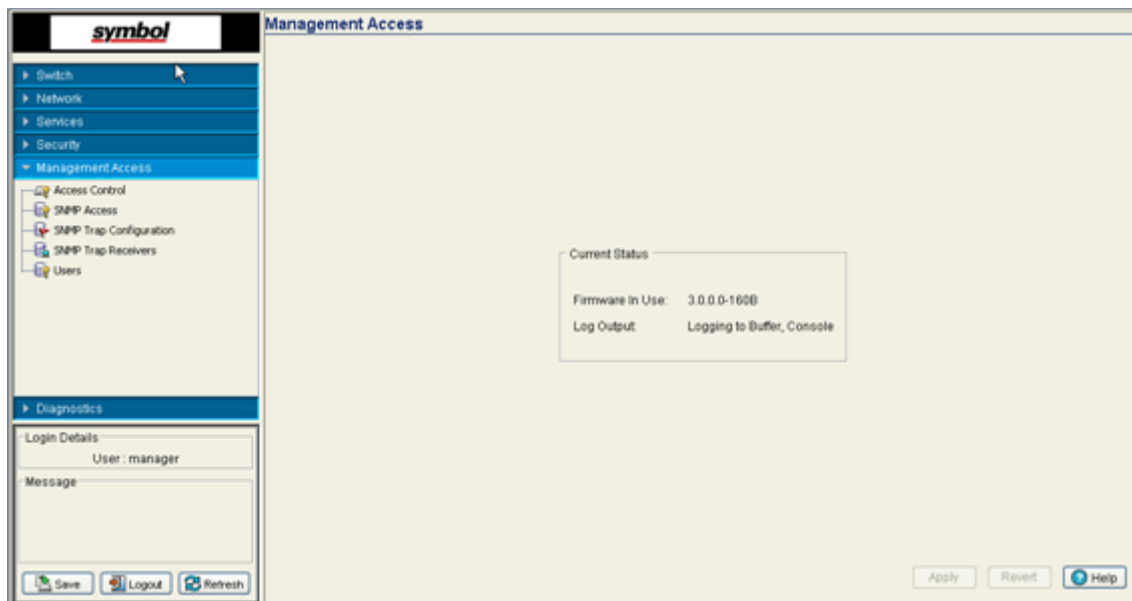 symbol
Switch
Network
Services
Security
Management Access
Access Control
SNMP Access
SNMP Trap Configuration
SNMP Trap Receivers
Users
Diagnostics
Login Details
User : manager
Message
Save
Logout
Refresh
Management Access
Current Status
Firmware In Use: 3.0.0.0-160B
Log Output: Logging to Buffer, Console
Apply
Revert
Help